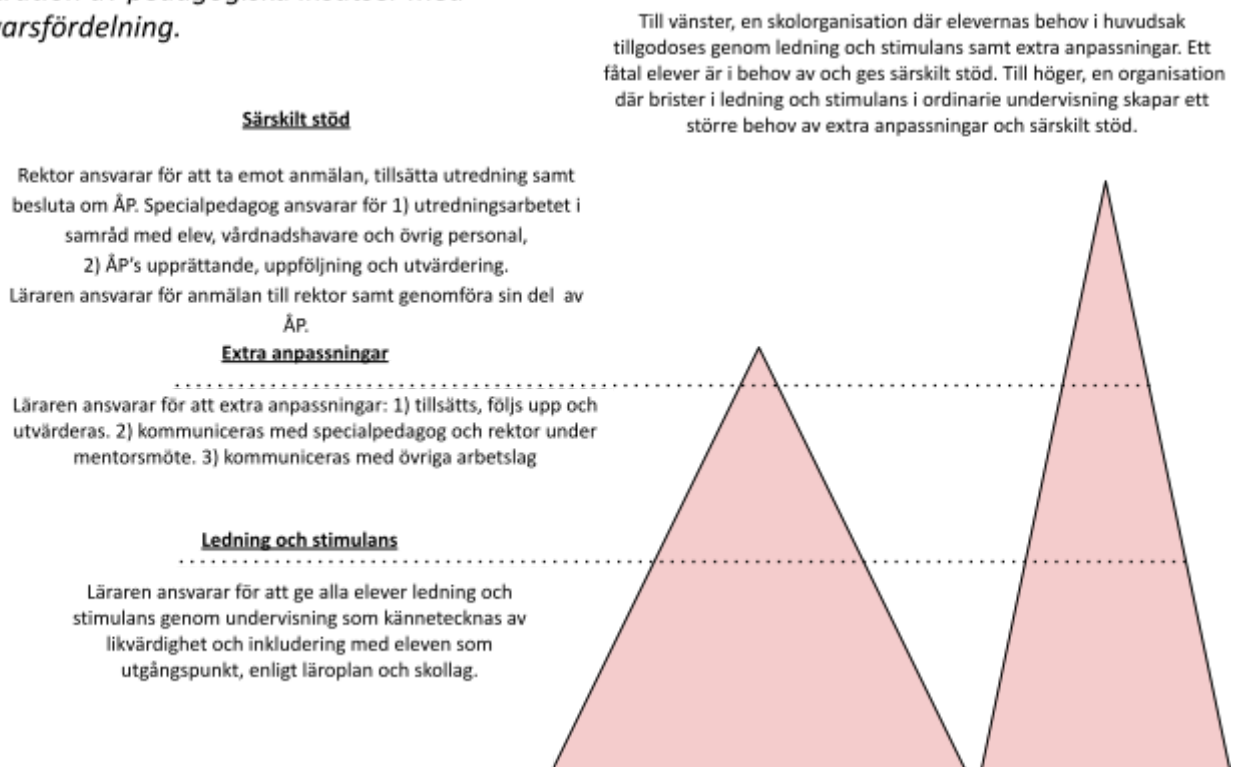 av pedagogiska insatser med
arsfördelning.
Till vänster, en skolorganisation där elevernas behov i huvudsak
tillgodoses genom ledning och stimulans samt extra anpassningar. Ett
fåtal elever är i behov av och ges särskilt stöd. Till höger, en organisation
där brister i ledning och stimulans i ordinarie undervisning skapar ett
större behov av extra anpassningar och särskilt stöd.
Särskilt stöd
Rektor ansvarar för att ta emot anmälan, tillsätta utredning samt
besluta om ÅP. Specialpedagog ansvarar för 1) utredningsarbetet i
samråd med elev, vårdnadshavare och övrig personal,
2) ÅP's upprättande, uppföljning och utvärdering.
Läraren ansvarar för anmälan till rektor samt genomföra sin del av
ÅP.
Extra anpassningar
Läraren ansvarar för att extra anpassningar: 1) tillsätts, följs upp och
utvärderas. 2) kommuniceras med specialpedagog och rektor under
mentorsmöte. 3) kommuniceras med övriga arbetslag
Ledning och stimulans
Läraren ansvarar för att ge alla elever ledning och
stimulans genom undervisning som kännetecknas av
likvärdighet och inkludering med eleven som
utgångspunkt, enligt läroplan och skollag.